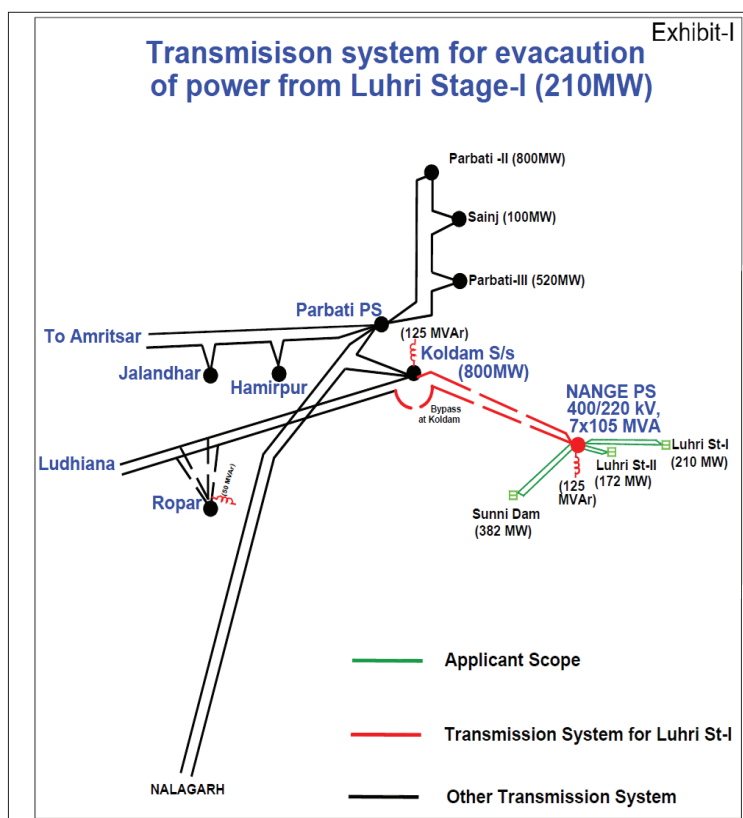 Exhibit-I
Transmisison system for evacaution
of power from Luhri Stage-I (210MW)
Parbati -II (800MW)
Sainj (100MW)
Parbati-III (520MW)
Parbati PS
To Amritsar
(125 MVAr)
Koldam S/s
(800MW)
Jalandhar
Hamirpur
NANGE PS
400/220 kV,
7x105 MVA
Bypass
at Koldam
Luhri St-I
(210 MW)
Ludhiana
Luhri St-II
(172 MW)
(125
MVAr)
(50 MVAr)
Ropar
Sunni Dam
(382 MW)
Applicant Scope
Transmission System for Luhri St-I
NALAGARH
Other Transmission System